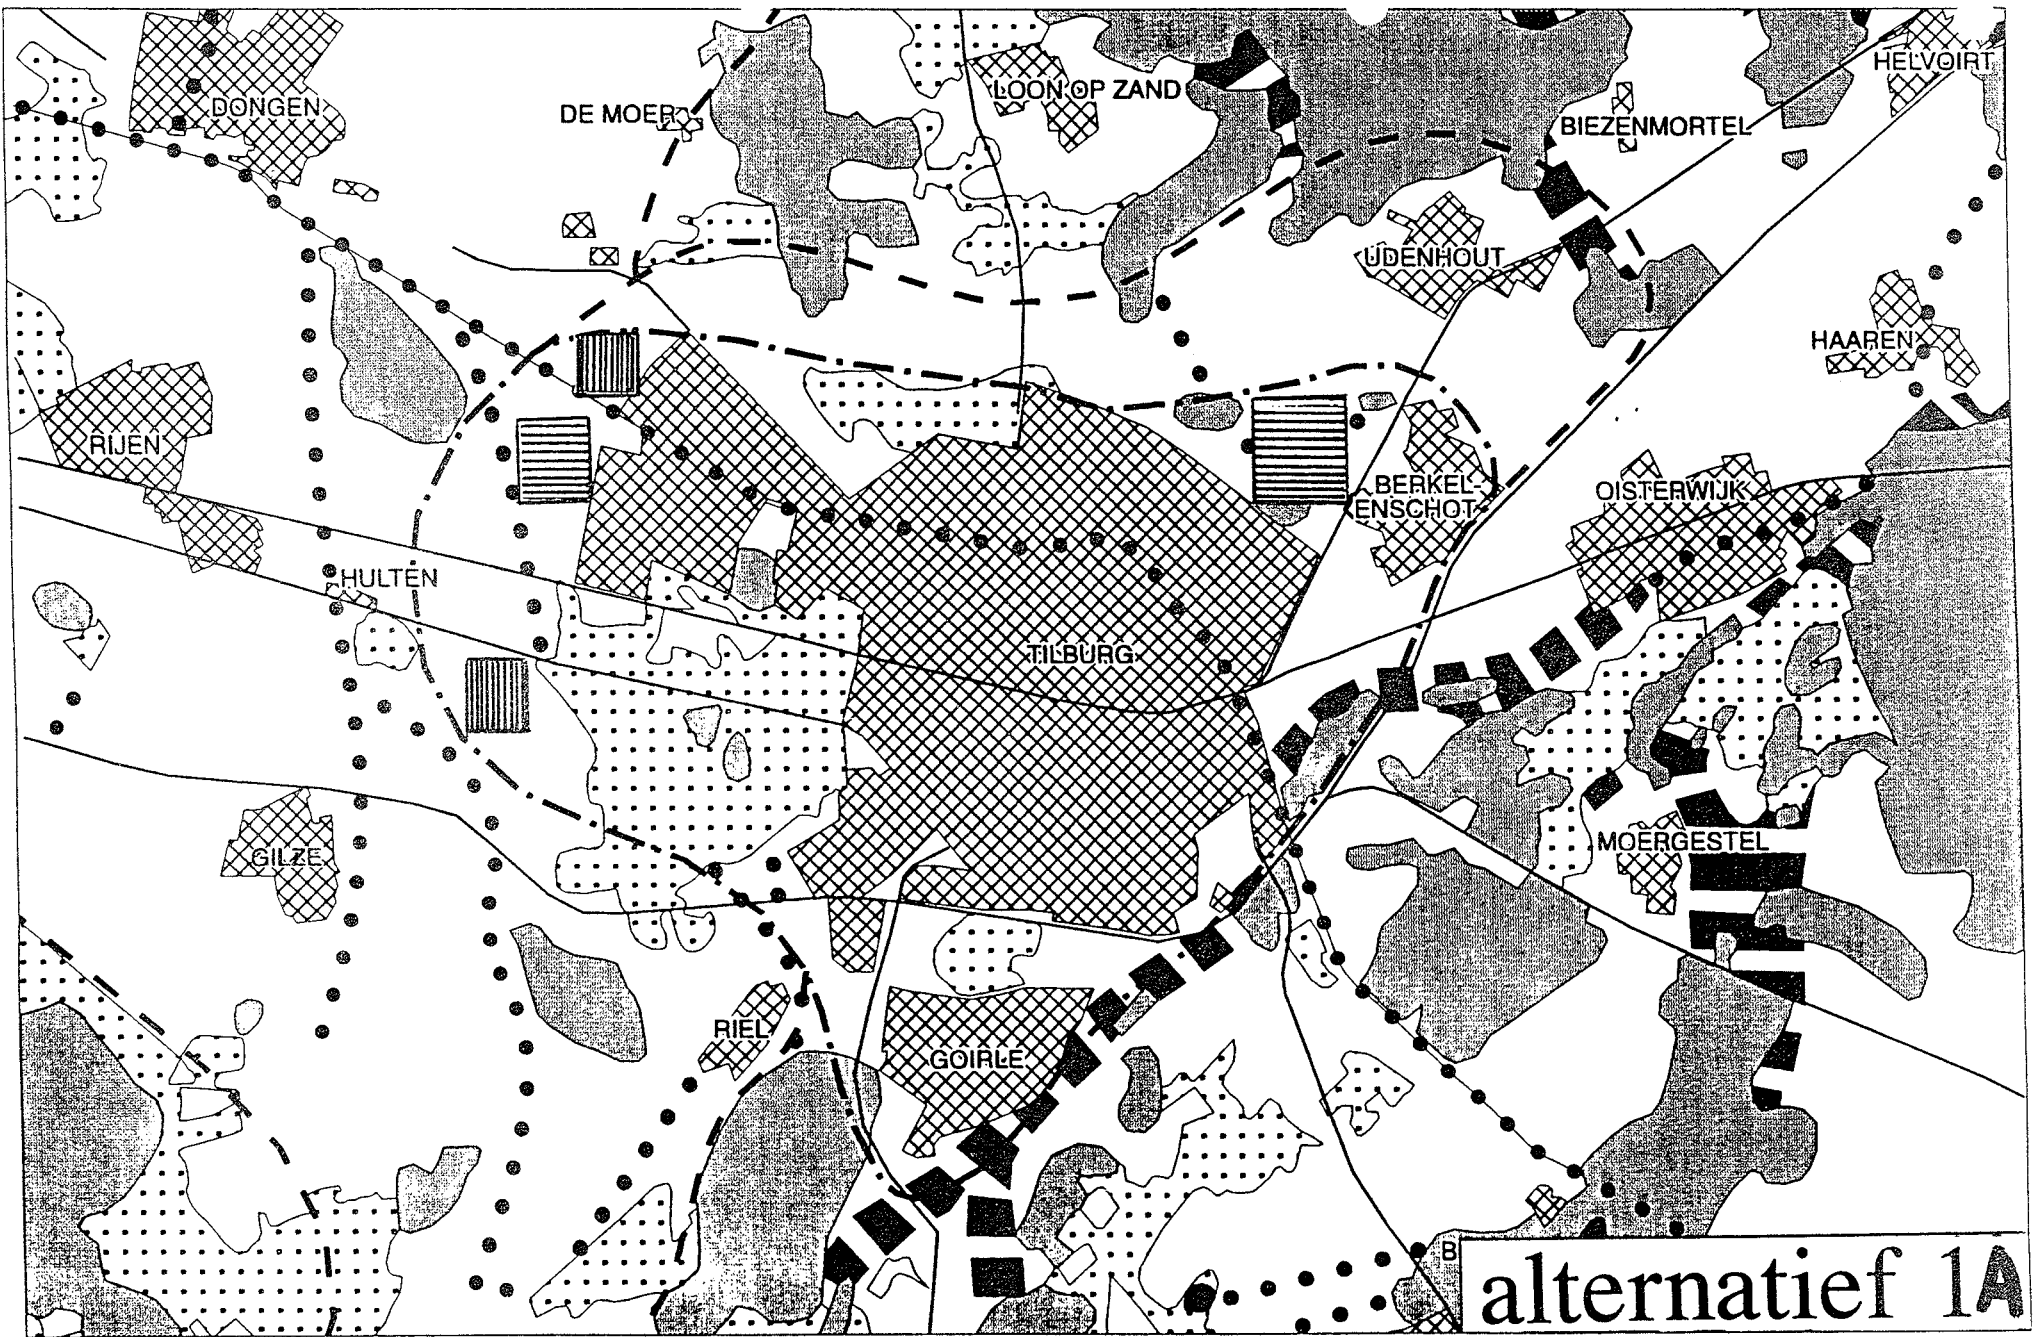 HELVOIRT
LOON OP ZAND
DONGEN
DE MOER
BIEZENMORTEL
UDENHOUT
HAAREN
RIJEN
BERKEL-
ENSCHOT
OISTERWIJK
HULTEN
TILBURG
MOERGESTEL
GILZE
RIEL
GOIRLE
B
alternatief 1A